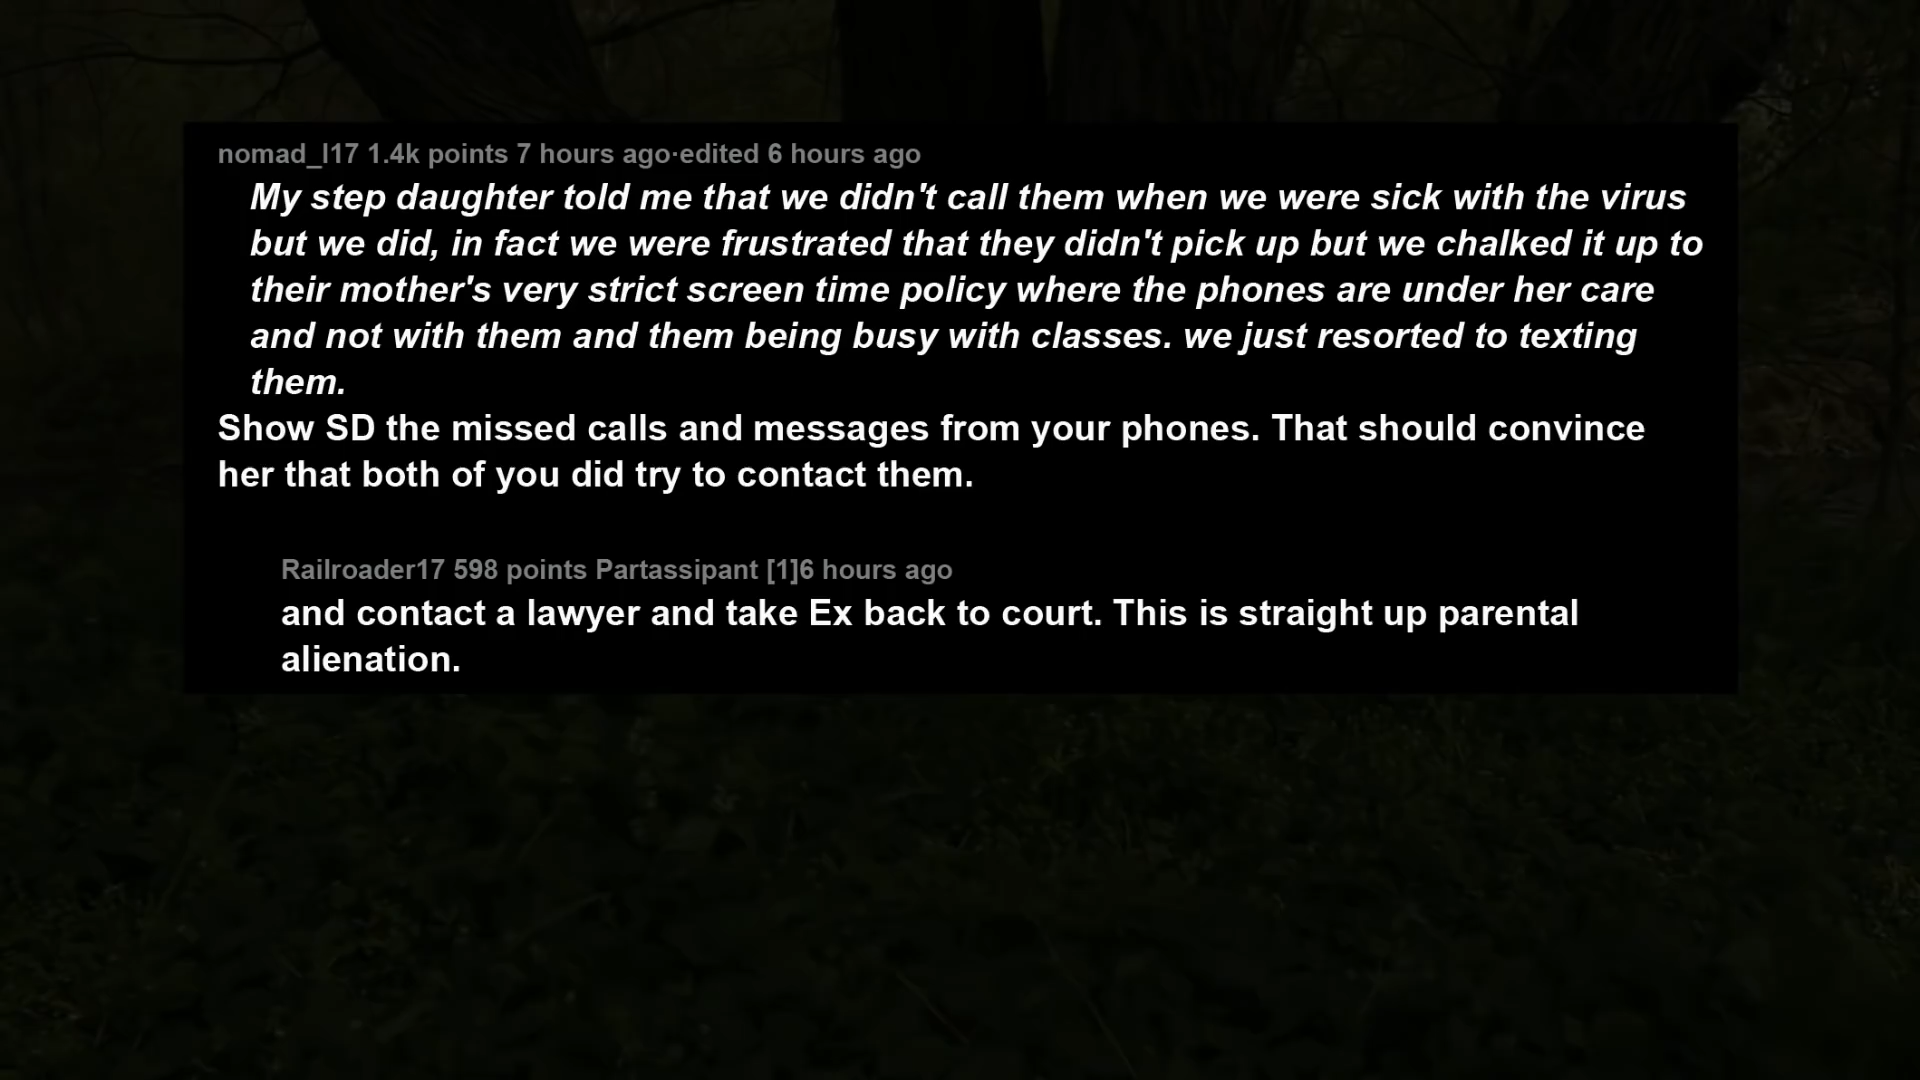 nomad_l17 1.4k points 7 hours ago·edited 6 hours ago
My step daughter told me that we didn't call them when we were sick with the virus
but we did, in fact we were frustrated that they didn't pick up but we chalked it up to
their mother's very strict screen time policy where the phones are under her care
and not with them and them being busy with classes. we just resorted to texting
them.
Show SD the missed calls and messages from your phones. That should convince
her that both of you did try to contact them.
Railroader17 598 points Partassipant [1]6 hours ago
and contact a lawyer and take Ex back to court. This is straight up parental
alienation.